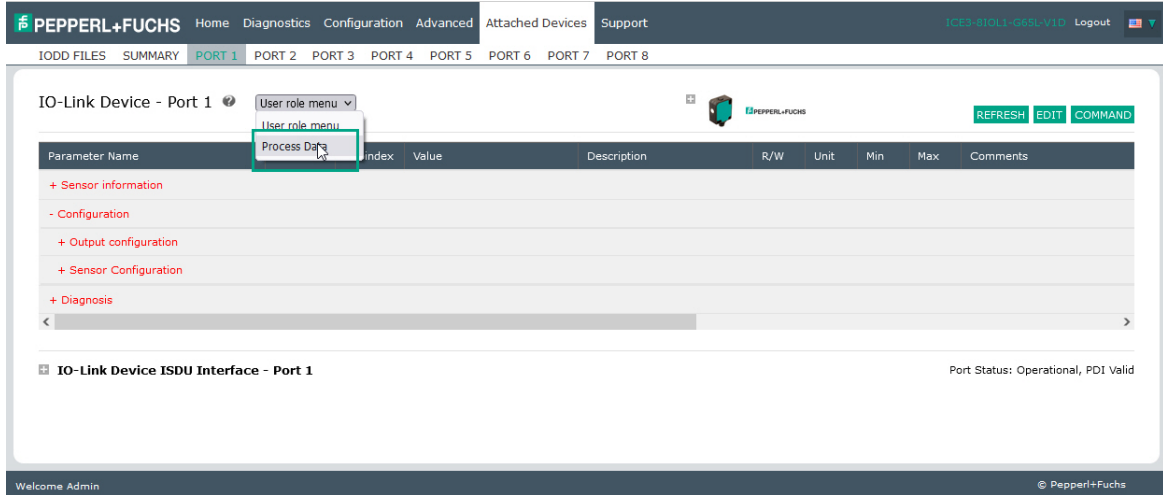 PEPPERL+FUCHS Home Diagnostics Configuration Advanced Attached Devices Support ICE3-8IOL1-G65L-V1D Logout
IODD FILES SUMMARY PORT 1 PORT 2 PORT 3 PORT 4 PORT 5 PORT 6 PORT 7 PORT 8
IO-Link Device - Port 1 User role menu PEPPERL+FUCHS REFRESH EDIT COMMAND
User role menu
Process Data
Parameter Name index Value Description R/W Unit Min Max Comments
+ Sensor information
- Configuration
+ Output configuration
+ Sensor Configuration
+ Diagnosis
IO-Link Device ISDU Interface - Port 1 Port Status: Operational, PDI Valid
Welcome Admin © Pepperl+Fuchs